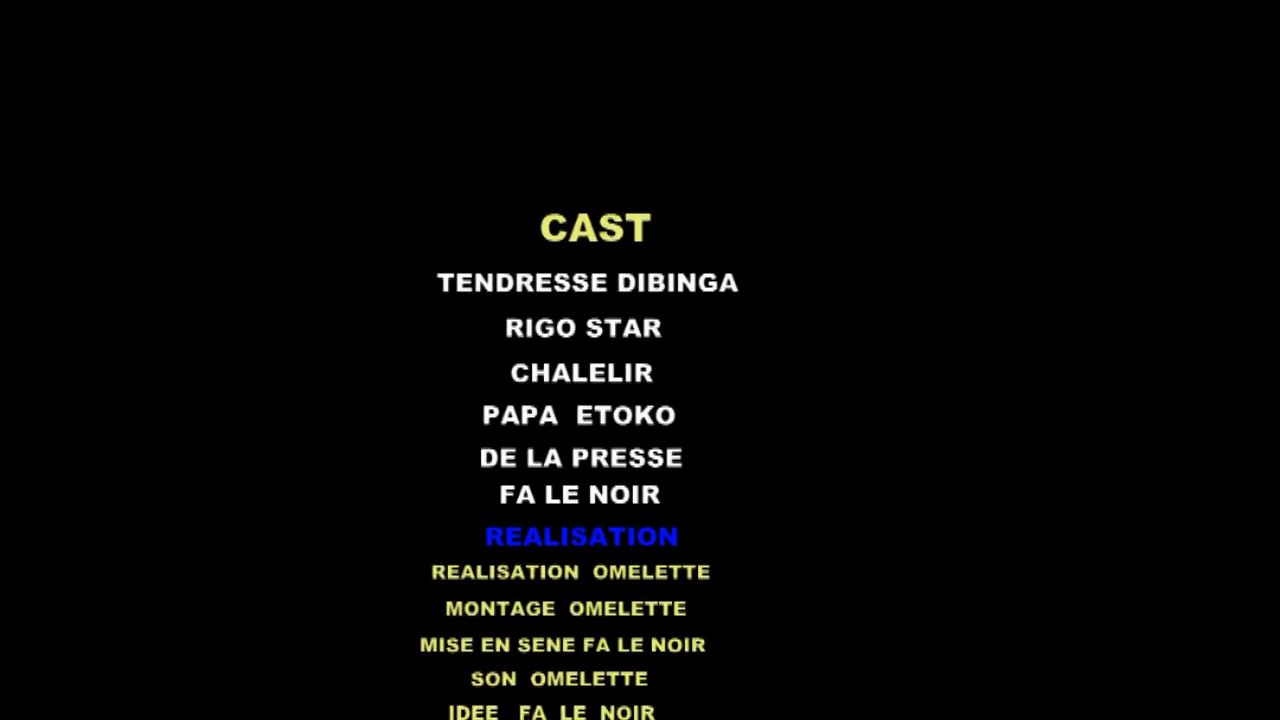 CAST
TENDRESSE DIBINGA
RIGO STAR
CHALELIR
PAPA ETOKO
DE LA PRESSE
FA LE NOIR
REALISATION
REALISATION OMELETTE
MONTAGE OMELETTE
MISE EN SENE FA LE NOIR
SON OMELETTE
IDEE FA LE NOIR